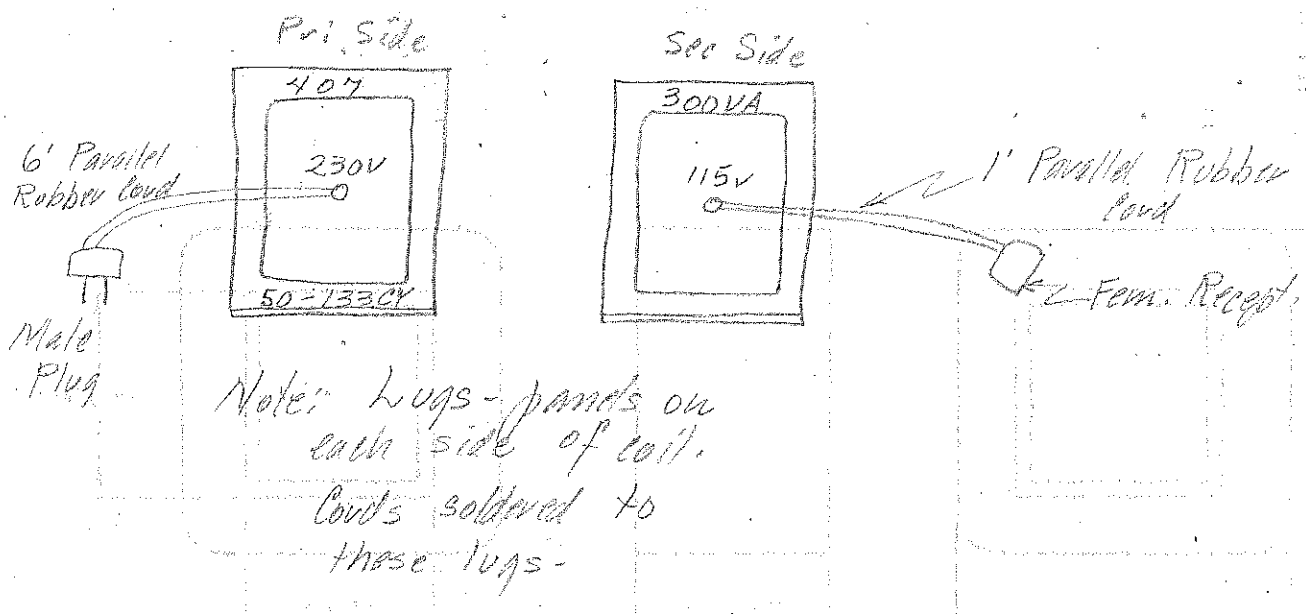 Pri Side
407
230V
50-133CY
6' Parallel
Rubber Cord
Male
Plug
Sec Side
300VA
115V
1' Parallel Rubber
Cord
Fem. Recept.
Note: Lugs - panels on
each side of coil.
Cords soldered to
these lugs -